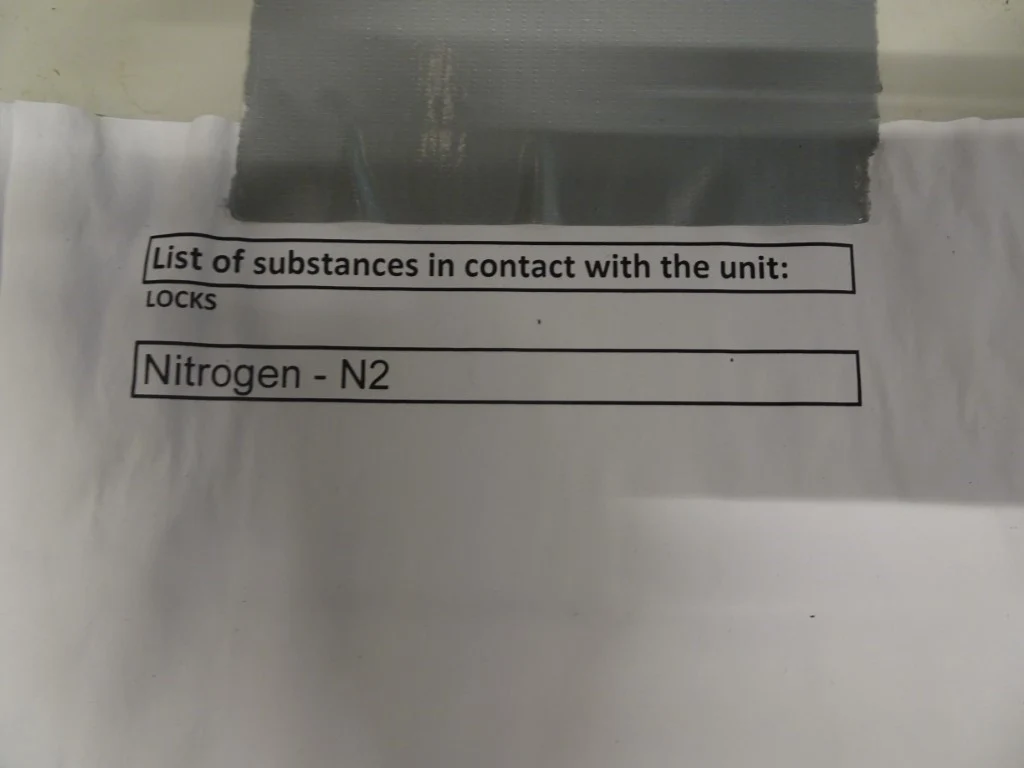 List of substances in contact with the unit:
LOCKS
Nitrogen - N2